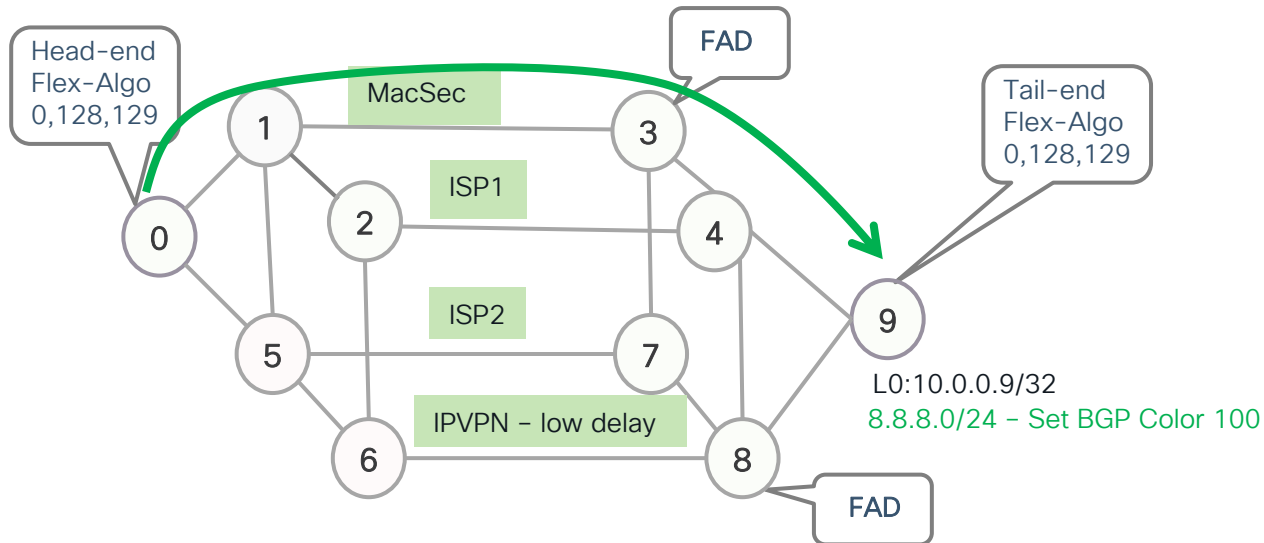 Head-end
Flex-Algo
0,128,129
FAD
MacSec
Tail-end
Flex-Algo
0,128,129
1
3
ISP1
2
4
0
ISP2
9
5
7
L0:10.0.0.9/32
8.8.8.0/24 – Set BGP Color 100
IPVPN – low delay
6
8
FAD